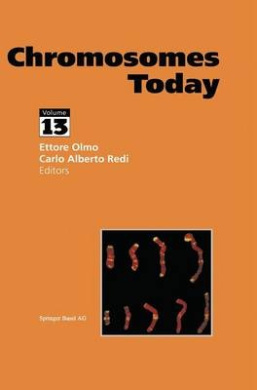 Chromosomes
Today
Volume
13
Ettore Olmo
Carlo Alberto Redi
Editors
Springer Basel AG